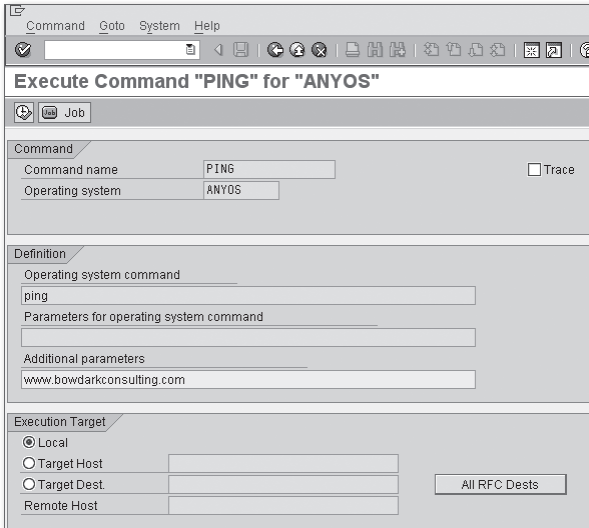 Command Goto System Help
Execute Command "PING" for "ANYOS"
Job Job
Command
Command name PING Trace
Operating system ANYOS
Definition
Operating system command
ping
Parameters for operating system command
Additional parameters
www.bowdarkconsulting.com
Execution Target
Local
Target Host
Target Dest. All RFC Dests
Remote Host